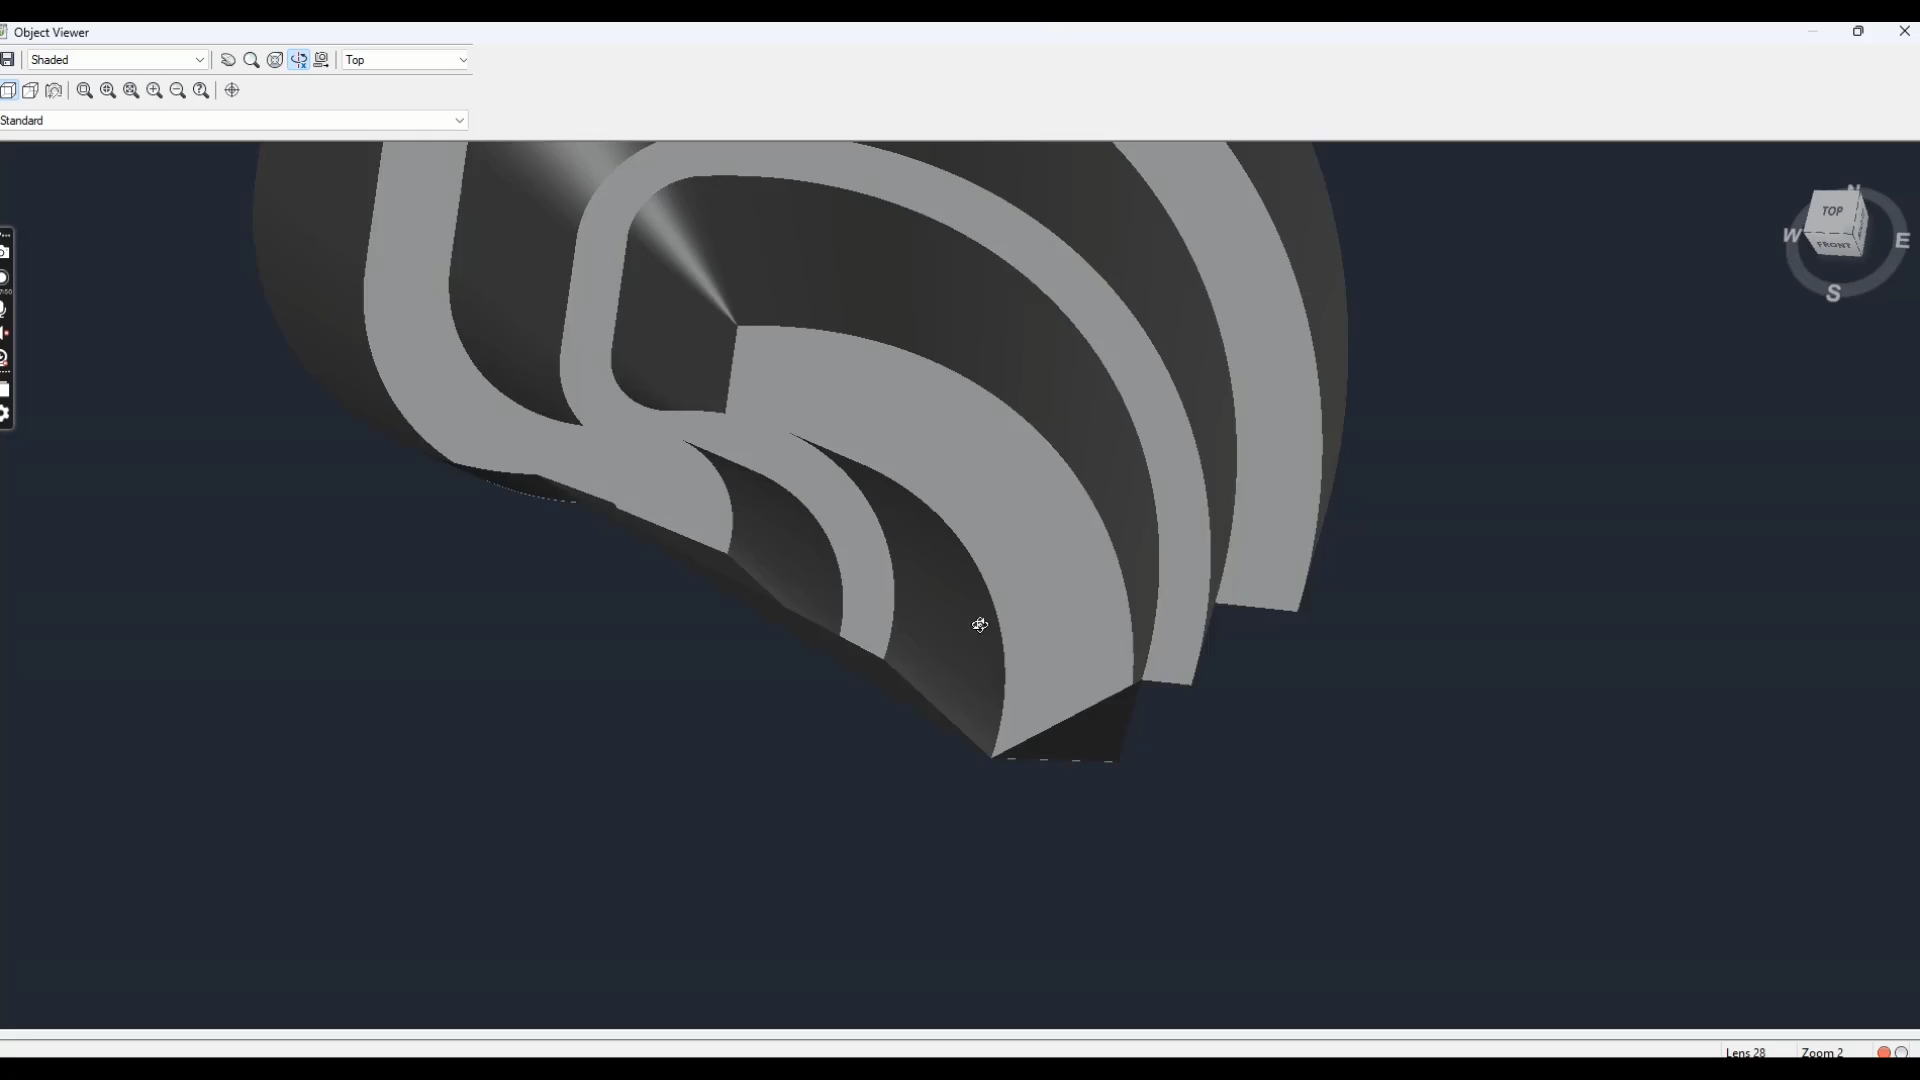 Object Viewer
Shaded
Top
Standard
N
TOP
W
FRONT
E
S
Lens 28
Zoom 2